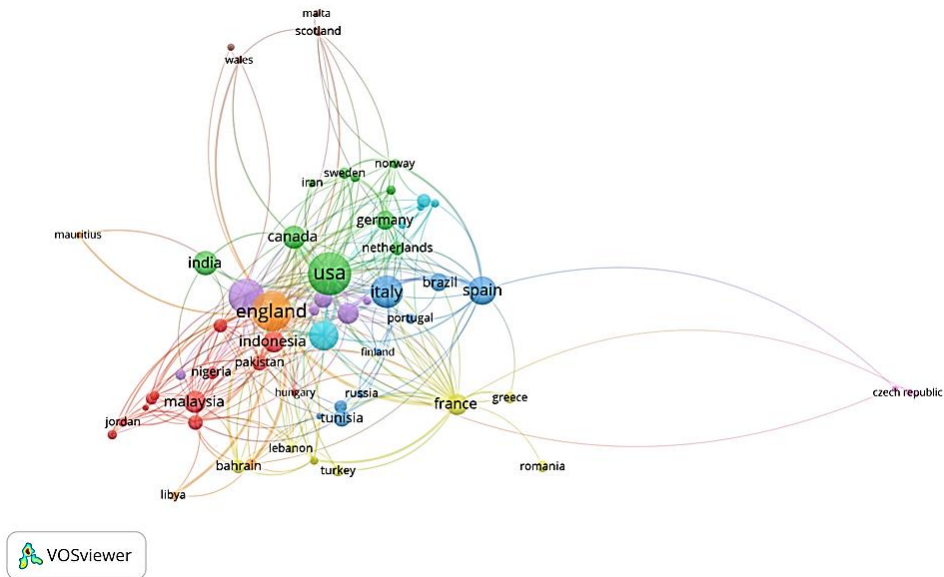 malta
scotland
wales
norway
sweden
iran
germany
canada
mauritius
netherlands
india
usa
brazil
italy
spain
england
portugal
indonesia
finland
pakistan
nigeria
hungary
russia
czech republic
greece
malaysia
france
tunisia
jordan
lebanon
bahrain
turkey
romania
libya
VOSviewer